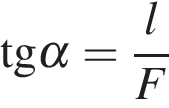 tgα = l/F